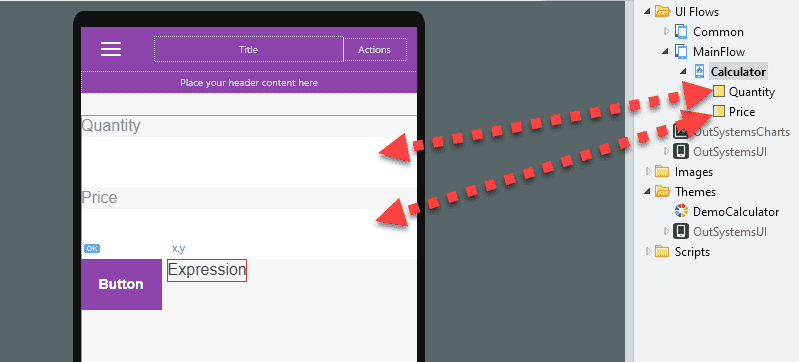 Title
Actions
Place your header content here
Quantity
Price
OK
x.y
Button
Expression
UI Flows
Common
MainFlow
Calculator
Quantity
Price
OutSystemsCharts
OutSystemsUI
Images
Themes
DemoCalculator
OutSystemsUI
Scripts